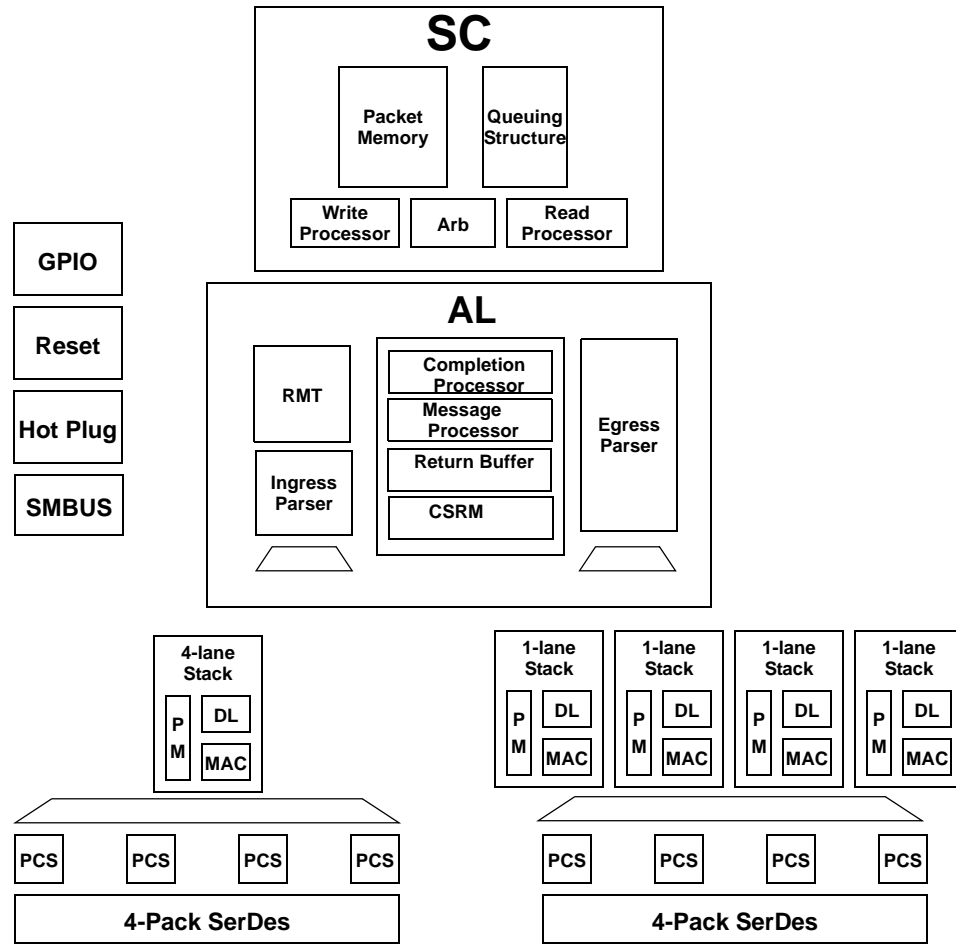 SC
Packet
Memory
Queuing
Structure
Write
Processor
Arb
Read
Processor
GPIO
Reset
Hot Plug
SMBUS
AL
RMT
Ingress
Parser
Completion
Processor
Message
Processor
Return Buffer
CSRM
Egress
Parser
4-lane
Stack
P
M
DL
MAC
1-lane
Stack
P
M
DL
MAC
1-lane
Stack
P
M
DL
MAC
1-lane
Stack
P
M
DL
MAC
1-lane
Stack
P
M
DL
MAC
PCS
PCS
PCS
PCS
4-Pack SerDes
PCS
PCS
PCS
PCS
4-Pack SerDes